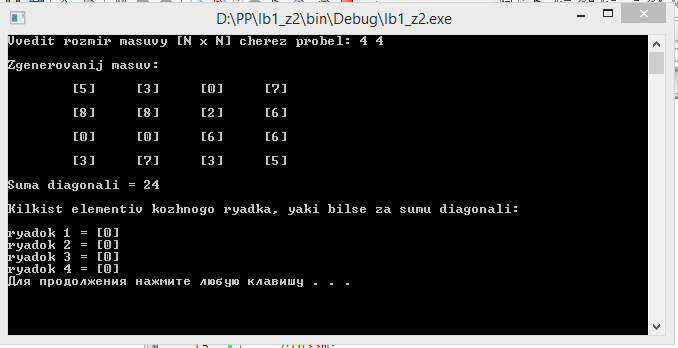 D:\PP\lb1_z2\bin\Debug\lb1_z2.exe
Vvedit rozmir masuvy [N x N] cherez probel: 4 4
Zgenerovanij masuv:
[5] [3] [0] [7]
[8] [8] [2] [6]
[0] [0] [6] [6]
[3] [7] [3] [5]
Suma diagonali = 24
Kilkist elementiv kozhnogo ryadka, yaki bilse za sumu diagonali:
ryadok 1 = [0]
ryadok 2 = [0]
ryadok 3 = [0]
ryadok 4 = [0]
Для продолжения нажмите любую клавишу . . .